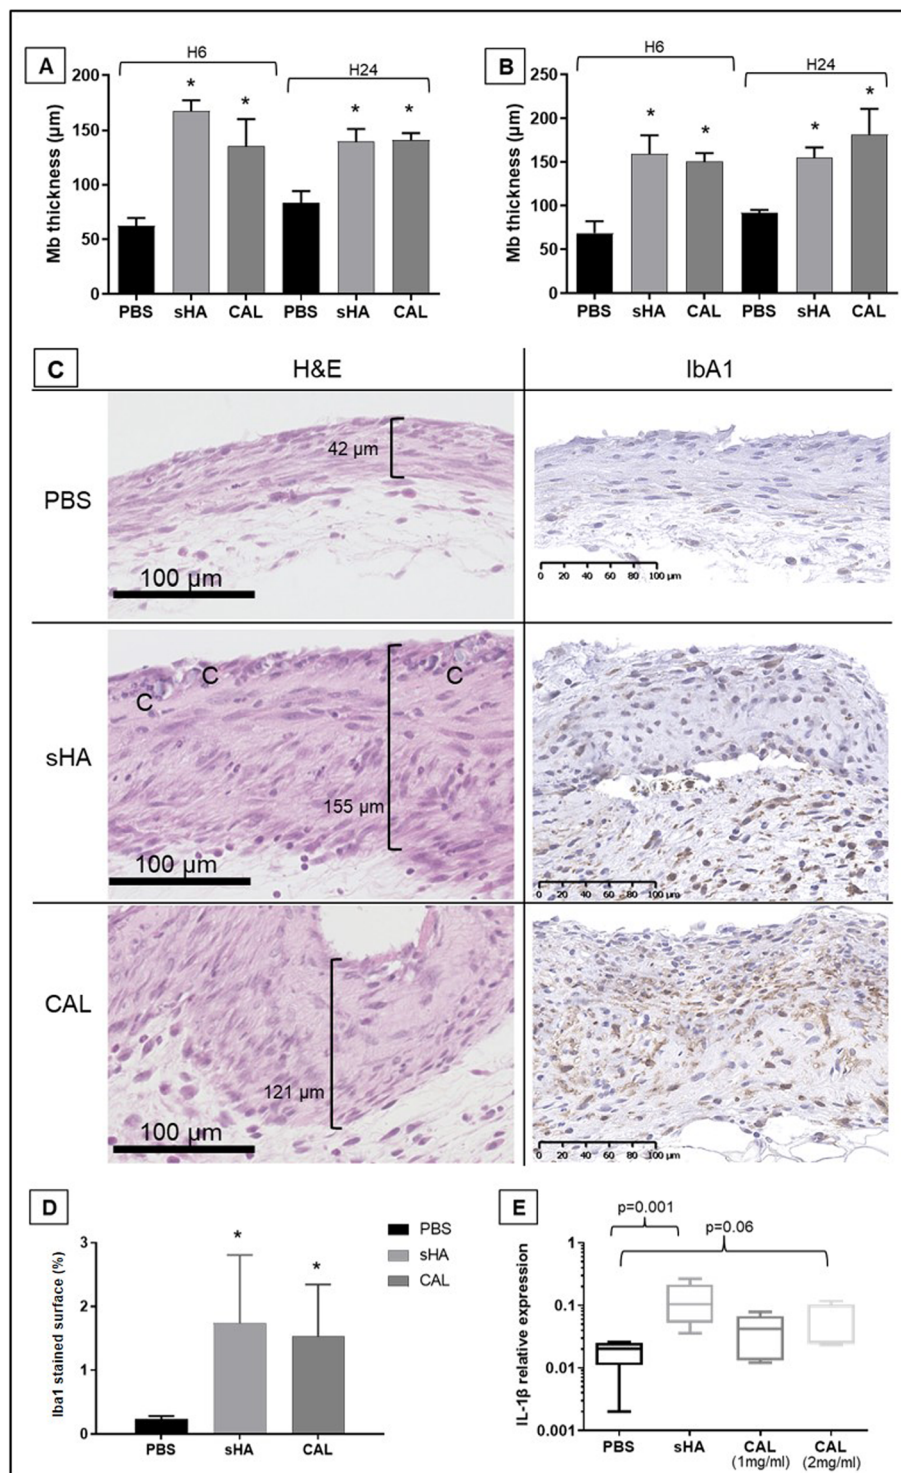 A
H6
H24
*
*
*
*
Mb thickness (µm)
200
150
100
50
0
PBS sHA CAL PBS sHA CAL
B
H6
H24
*
*
*
*
Mb thickness (µm)
250
200
150
100
50
0
PBS sHA CAL PBS sHA CAL
C
H&E
IbA1
PBS
42 µm
100 µm
0 20 40 60 80 100 µm
sHA
C
C
C
155 µm
100 µm
0 20 40 60 80 100 µm
CAL
121 µm
100 µm
0 20 40 60 80 100 µm
D
Iba1 stained surface (%)
3
2
1
0
*
*
PBS sHA CAL
PBS
sHA
CAL
E
p=0.001
p=0.06
IL-1β relative expression
1
0.1
0.01
0.001
PBS sHA CAL CAL
(1mg/ml) (2mg/ml)